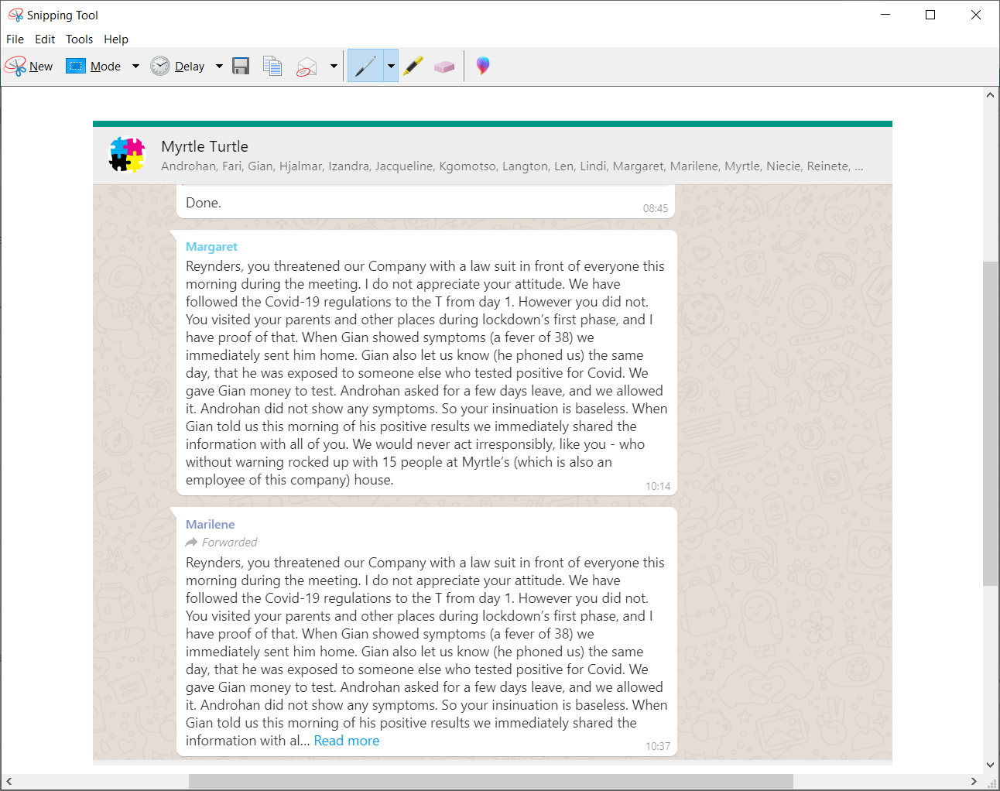 Snipping Tool
File Edit Tools Help
New Mode Delay
Myrtle Turtle
Androhan, Fari, Gian, Hjalmar, Izandra, Jacqueline, Kgomotso, Langton, Len, Lindi, Margaret, Marilene, Myrtle, Niecie, Reinete, ...
Done.
08:45
Margaret
Reynders, you threatened our Company with a law suit in front of everyone this
morning during the meeting. I do not appreciate your attitude. We have
followed the Covid-19 regulations to the T from day 1. However you did not.
You visited your parents and other places during lockdown’s first phase, and I
have proof of that. When Gian showed symptoms (a fever of 38) we
immediately sent him home. Gian also let us know (he phoned us) the same
day, that he was exposed to someone else who tested positive for Covid. We
gave Gian money to test. Androhan asked for a few days leave, and we allowed
it. Androhan did not show any symptoms. So your insinuation is baseless. When
Gian told us this morning of his positive results we immediately shared the
information with all of you. We would never act irresponsibly, like you - who
without warning rocked up with 15 people at Myrtle’s (which is also an
employee of this company) house.
10:14
Marilene
Forwarded
Reynders, you threatened our Company with a law suit in front of everyone this
morning during the meeting. I do not appreciate your attitude. We have
followed the Covid-19 regulations to the T from day 1. However you did not.
You visited your parents and other places during lockdown’s first phase, and I
have proof of that. When Gian showed symptoms (a fever of 38) we
immediately sent him home. Gian also let us know (he phoned us) the same
day, that he was exposed to someone else who tested positive for Covid. We
gave Gian money to test. Androhan asked for a few days leave, and we allowed
it. Androhan did not show any symptoms. So your insinuation is baseless. When
Gian told us this morning of his positive results we immediately shared the
information with al... Read more
10:37